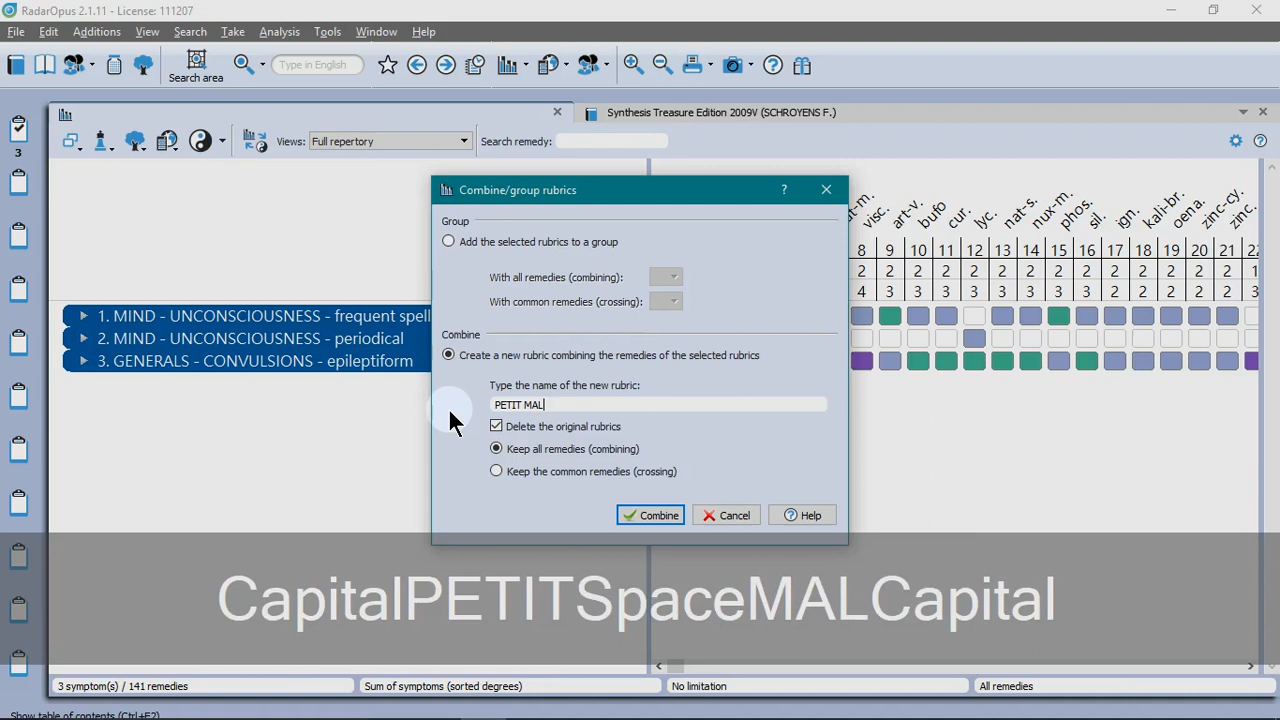 RadarOpus 2.1.11 - License: 111207
File Edit Additions View Search Take Analysis Tools Window Help
Search area
Type in English
Synthesis Treasure Edition 2009V (SCHROYENS F.)
3
Views: Full repertory
Search remedy:
Combine/group rubrics
visc. art-v. bufo cur. lyc. nat-s. nux-m. phos. sil. ign. kali-br. oena. zinc-cy. zinc.
8 9 10 11 12 13 14 15 16 17 18 19 20 21
2 2 2 2 2 2 2 2 2 2 2 2 2 2 1
4 3 3 3 3 3 3 3 3 2 2 2 2 2 3
Group
Add the selected rubrics to a group
With all remedies (combining):
With common remedies (crossing):
1. MIND - UNCONSCIOUSNESS - frequent spell
2. MIND - UNCONSCIOUSNESS - periodical
3. GENERALS - CONVULSIONS - epileptiform
Combine
Create a new rubric combining the remedies of the selected rubrics
Type the name of the new rubric:
PETIT MAL
Delete the original rubrics
Keep all remedies (combining)
Keep the common remedies (crossing)
Combine Cancel Help
CapitalPETITSpaceMALCapital
3 symptom(s) / 141 remedies
Sum of symptoms (sorted degrees)
No limitation
All remedies
Show table of contents (Ctrl+F2)